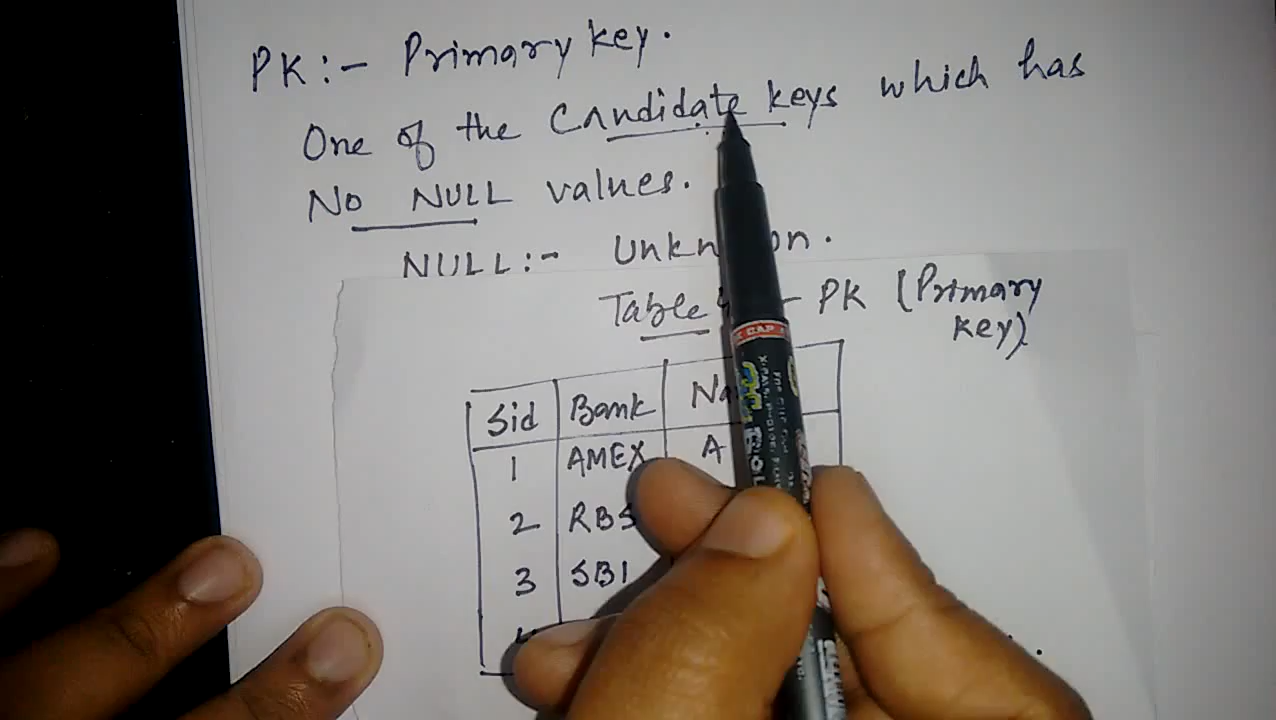 PK:- Primary key.
One of the Candidate keys which has
No NULL values.
NULL:-
Table - PK (Primary
key)
Sid Bank
1 AMEX A
2 RBS
3 SBI